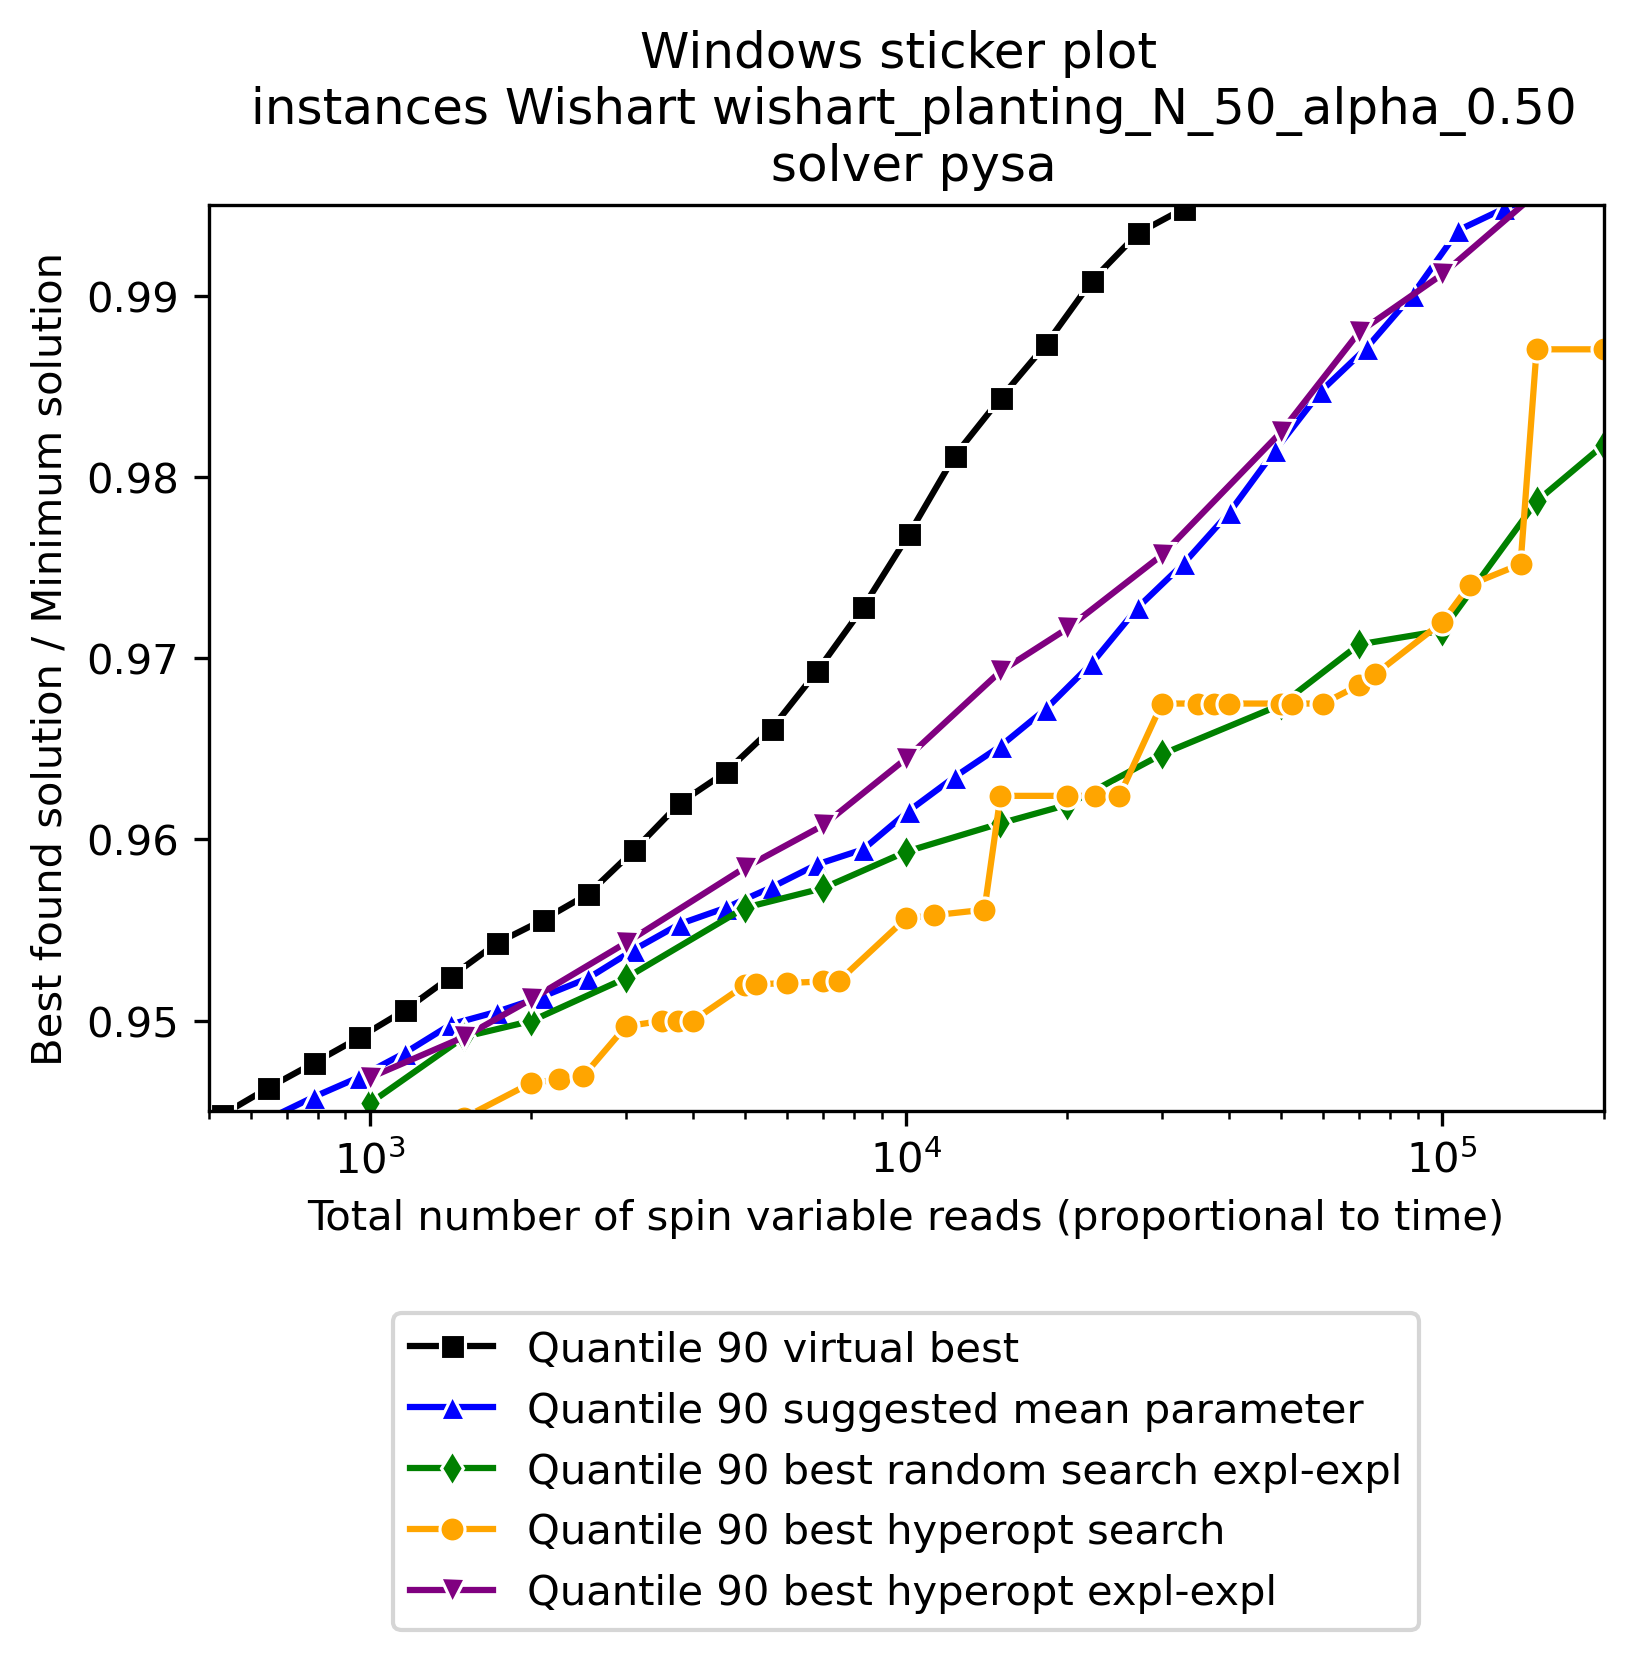 Windows sticker plot
instances Wishart wishart_planting_N_50_alpha_0.50
solver pysa
Best found solution / Minimum solution
0.99
0.98
0.97
0.96
0.95
10³
10⁴
10⁵
Total number of spin variable reads (proportional to time)
Quantile 90 virtual best
Quantile 90 suggested mean parameter
Quantile 90 best random search expl-expl
Quantile 90 best hyperopt search
Quantile 90 best hyperopt expl-expl